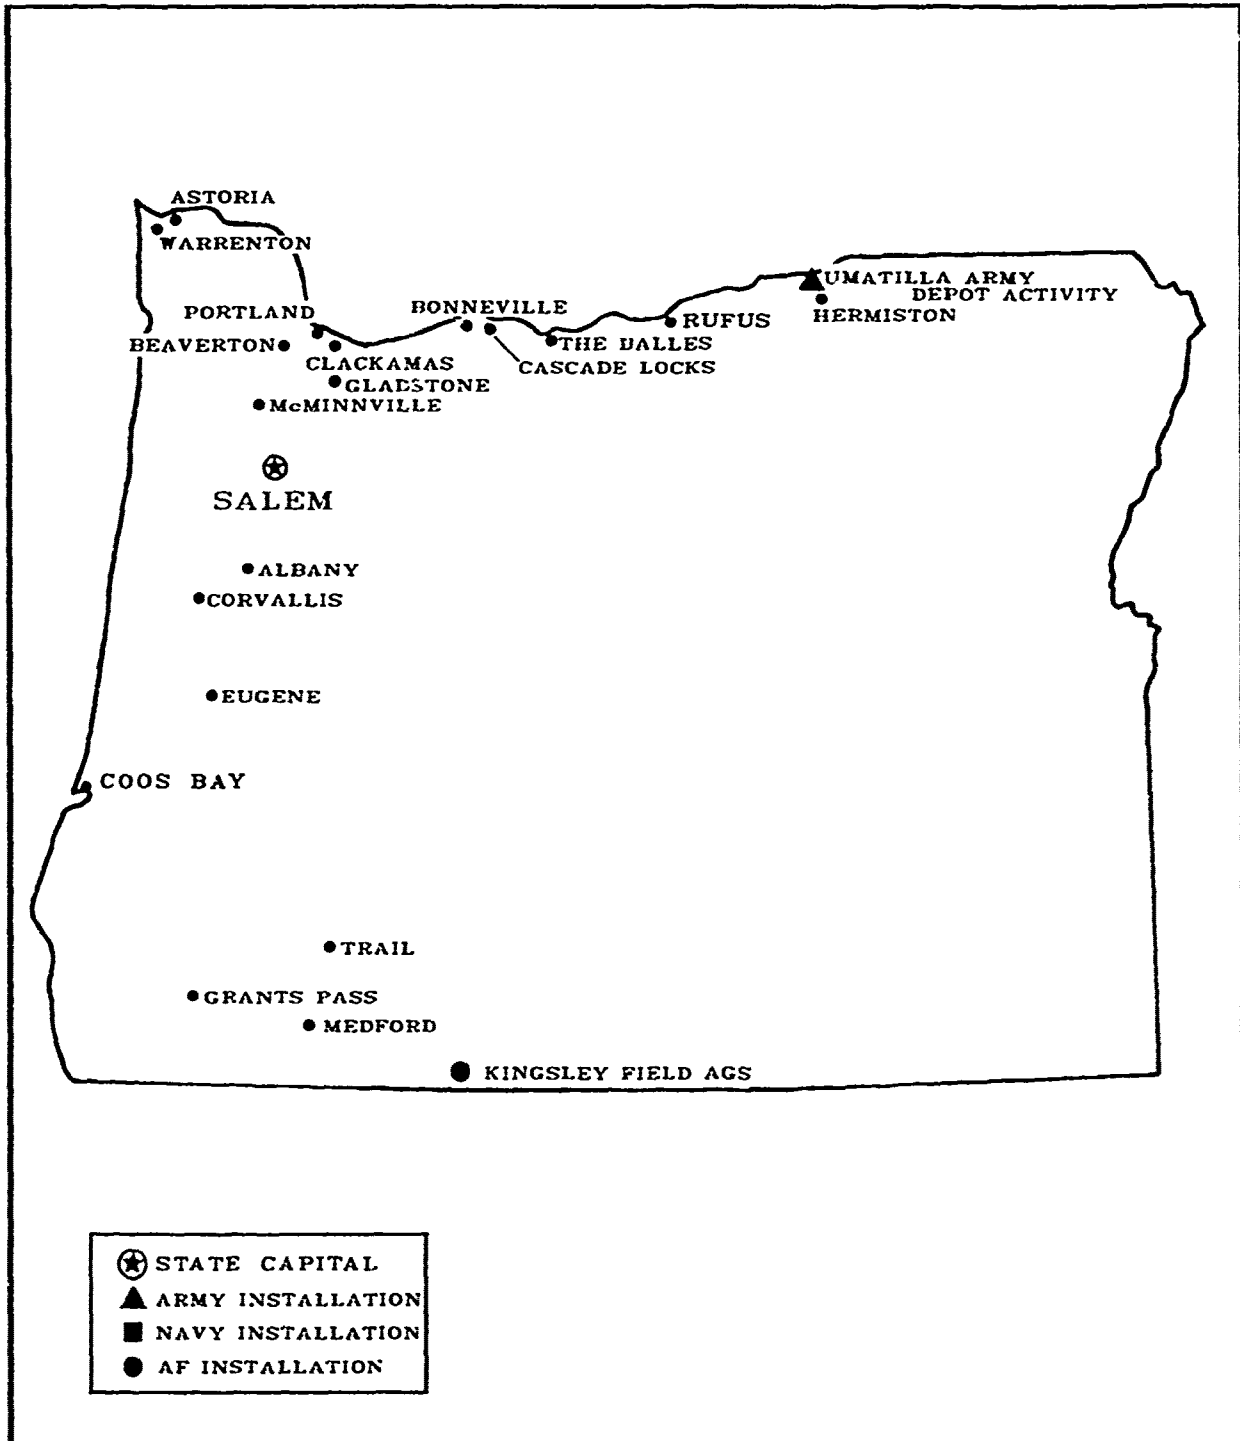 ASTORIA
WARRENTON
UMATILLA ARMY
DEPOT ACTIVITY
PORTLAND
BONNEVILLE
HERMISTON
RUFUS
BEAVERTON
THE DALLES
CLACKAMAS
CASCADE LOCKS
GLADSTONE
McMINNVILLE
SALEM
ALBANY
CORVALLIS
EUGENE
COOS BAY
TRAIL
GRANTS PASS
MEDFORD
KINGSLEY FIELD AGS
STATE CAPITAL
ARMY INSTALLATION
NAVY INSTALLATION
AF INSTALLATION